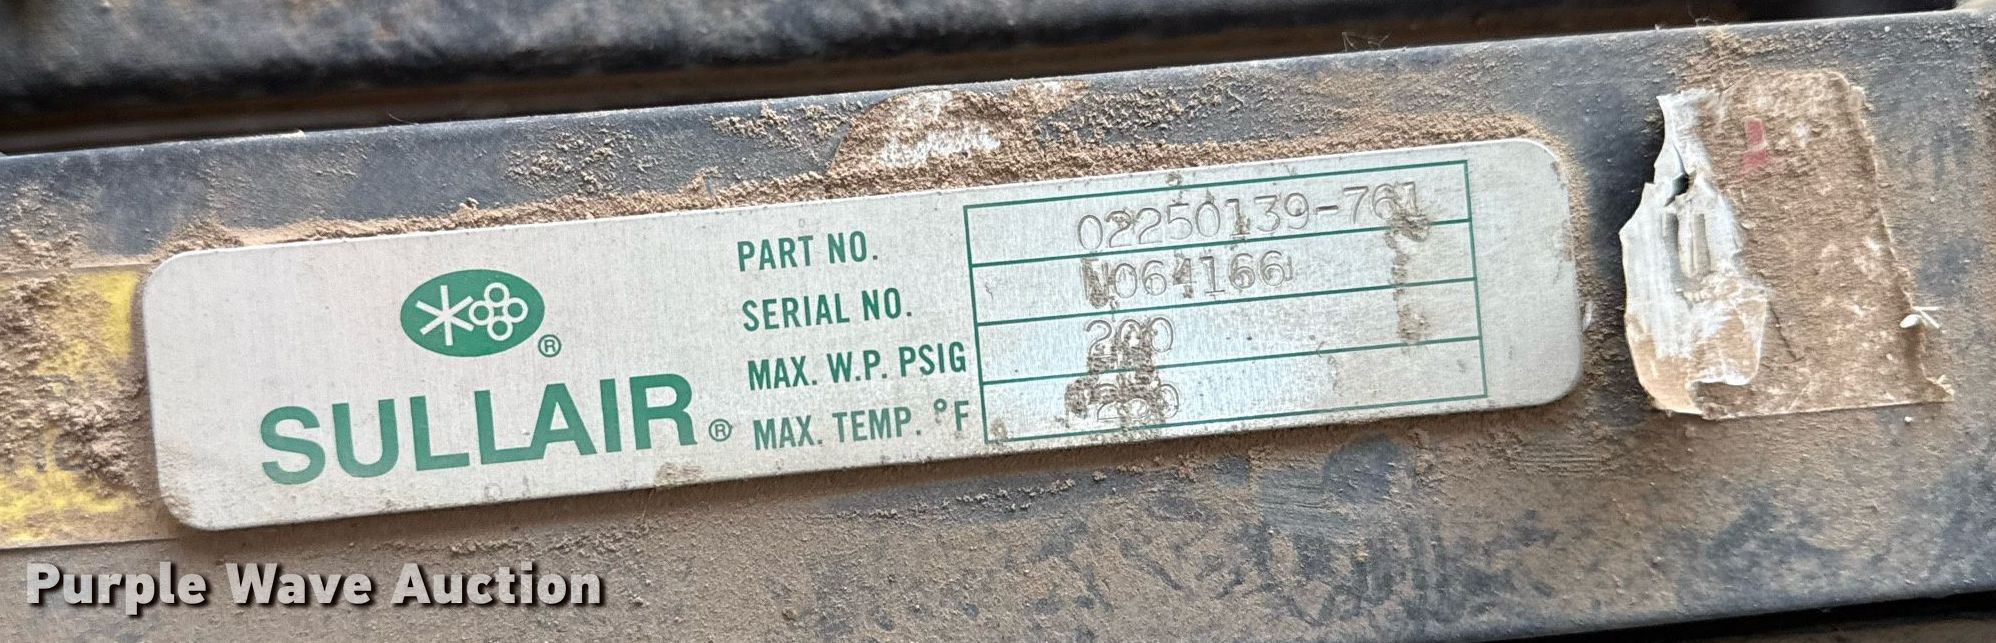 PART NO. 02250139-761
SERIAL NO. N064166
MAX. W.P. PSIG 200
MAX. TEMP. °F
® 
SULLAIR®
Purple Wave Auction